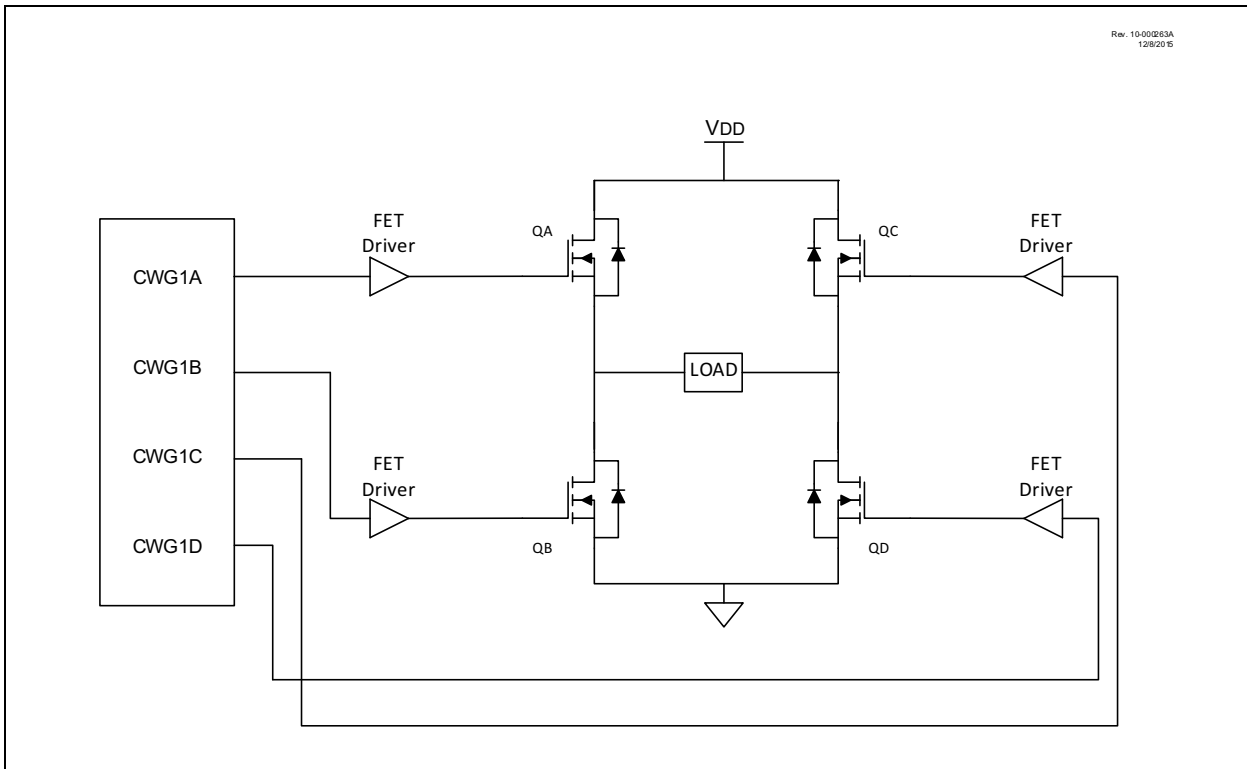 Rev. 10-000263A
12/8/2015
VDD
FET
Driver
QA
QC
FET
Driver
CWG1A
CWG1B
LOAD
CWG1C
FET
Driver
FET
Driver
CWG1D
QB
QD